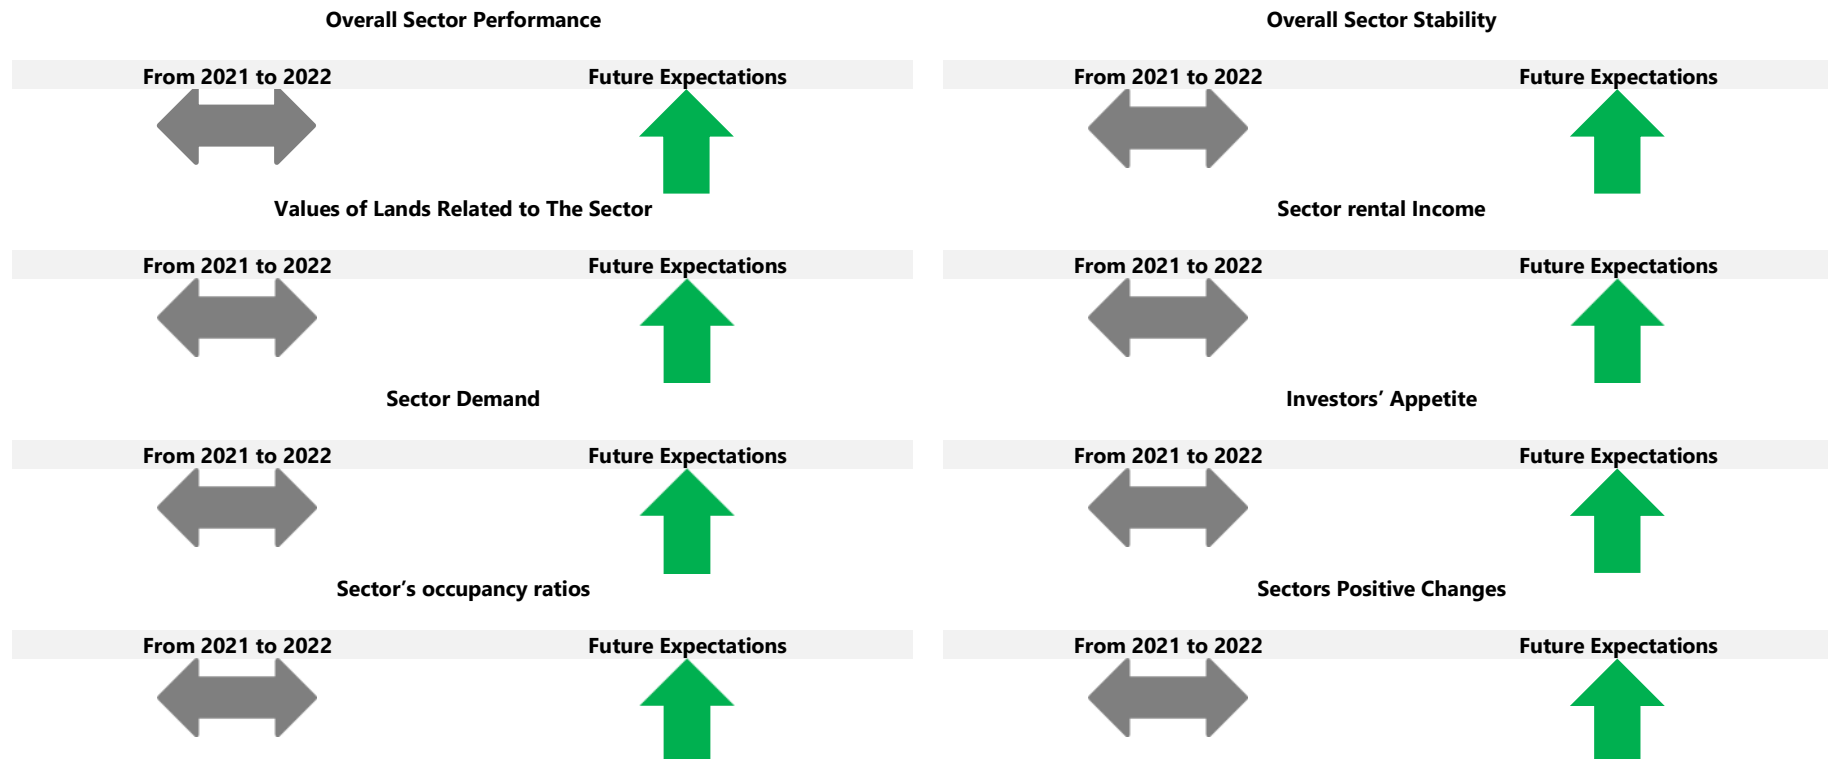 Overall Sector Performance
From 2021 to 2022 Future Expectations
Values of Lands Related to The Sector
From 2021 to 2022 Future Expectations
Sector Demand
From 2021 to 2022 Future Expectations
Sector’s occupancy ratios
From 2021 to 2022 Future Expectations
Overall Sector Stability
From 2021 to 2022 Future Expectations
Sector rental Income
From 2021 to 2022 Future Expectations
Investors’ Appetite
From 2021 to 2022 Future Expectations
Sectors Positive Changes
From 2021 to 2022 Future Expectations